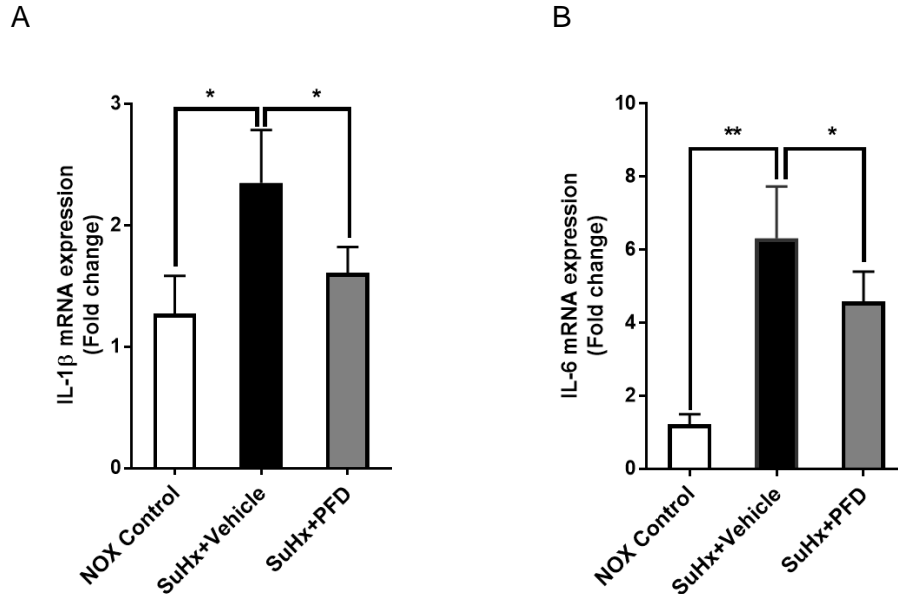 A
B
IL-1β mRNA expression
(Fold change)
3
2
1
0
*
*
NOX Control
SuHx+Vehicle
SuHx+PFD
IL-6 mRNA expression
(Fold change)
10
8
6
4
2
0
**
*
NOX Control
SuHx+Vehicle
SuHx+PFD